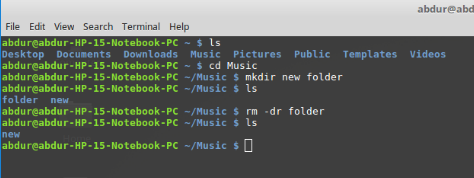 abdur@
File Edit View Search Terminal Help
abdur@abdur-HP-15-Notebook-PC ~ $ ls
Desktop Documents Downloads Music Pictures Public Templates Videos
abdur@abdur-HP-15-Notebook-PC ~ $ cd Music
abdur@abdur-HP-15-Notebook-PC ~/Music $ mkdir new folder
abdur@abdur-HP-15-Notebook-PC ~/Music $ ls
folder new
abdur@abdur-HP-15-Notebook-PC ~/Music $ rm -dr folder
abdur@abdur-HP-15-Notebook-PC ~/Music $ ls
new
abdur@abdur-HP-15-Notebook-PC ~/Music $